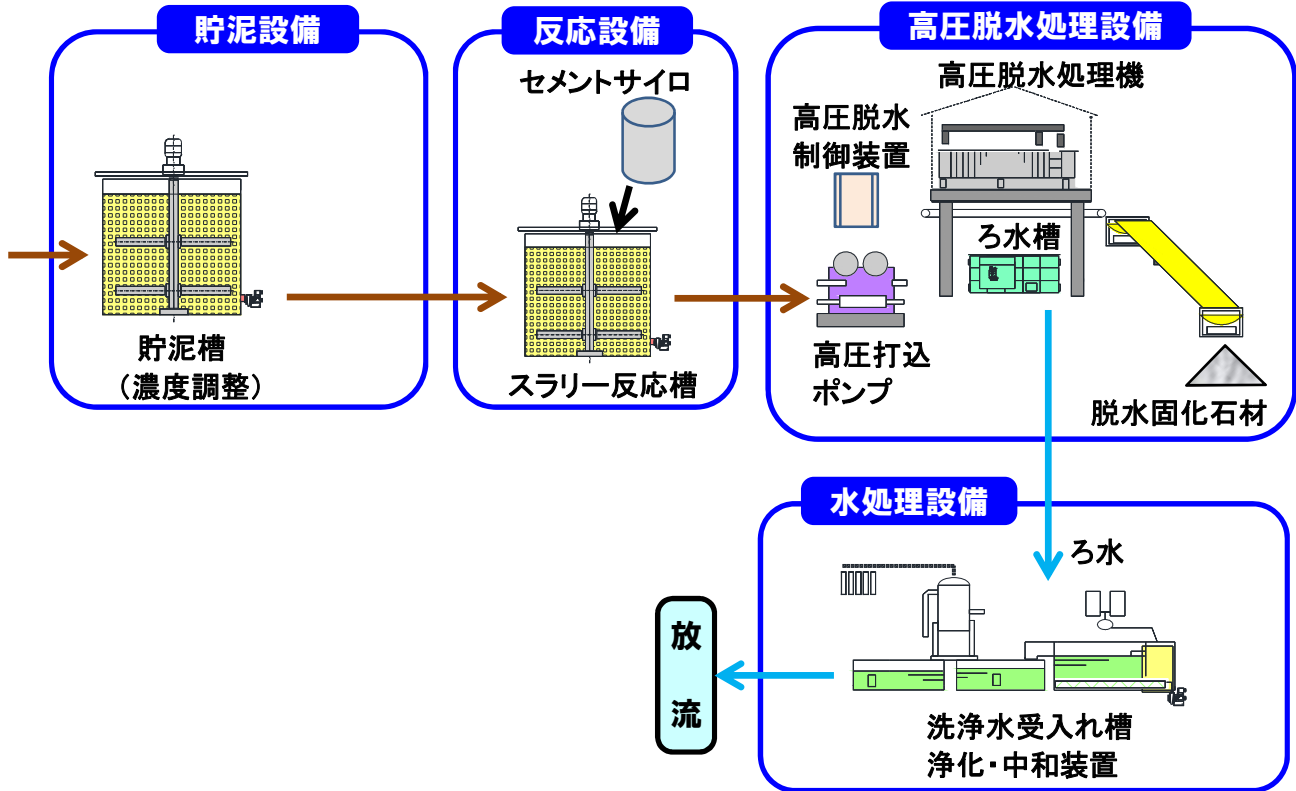 貯泥設備
貯泥槽
（濃度調整）
反応設備
セメントサイロ
スラリー反応槽
高圧脱水処理設備
高圧脱水処理機
高圧脱水
制御装置
ろ水槽
高圧打込
ポンプ
脱水固化石材
水処理設備
ろ水
洗浄水受入れ槽
浄化・中和装置
放
流